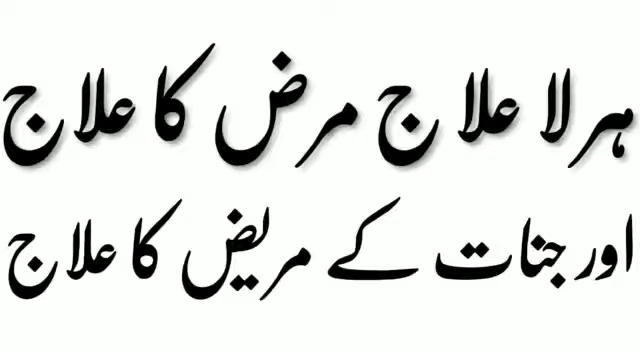 ہر لا علاج مرض کا علاج
اور جنات کے مریض کا علاج